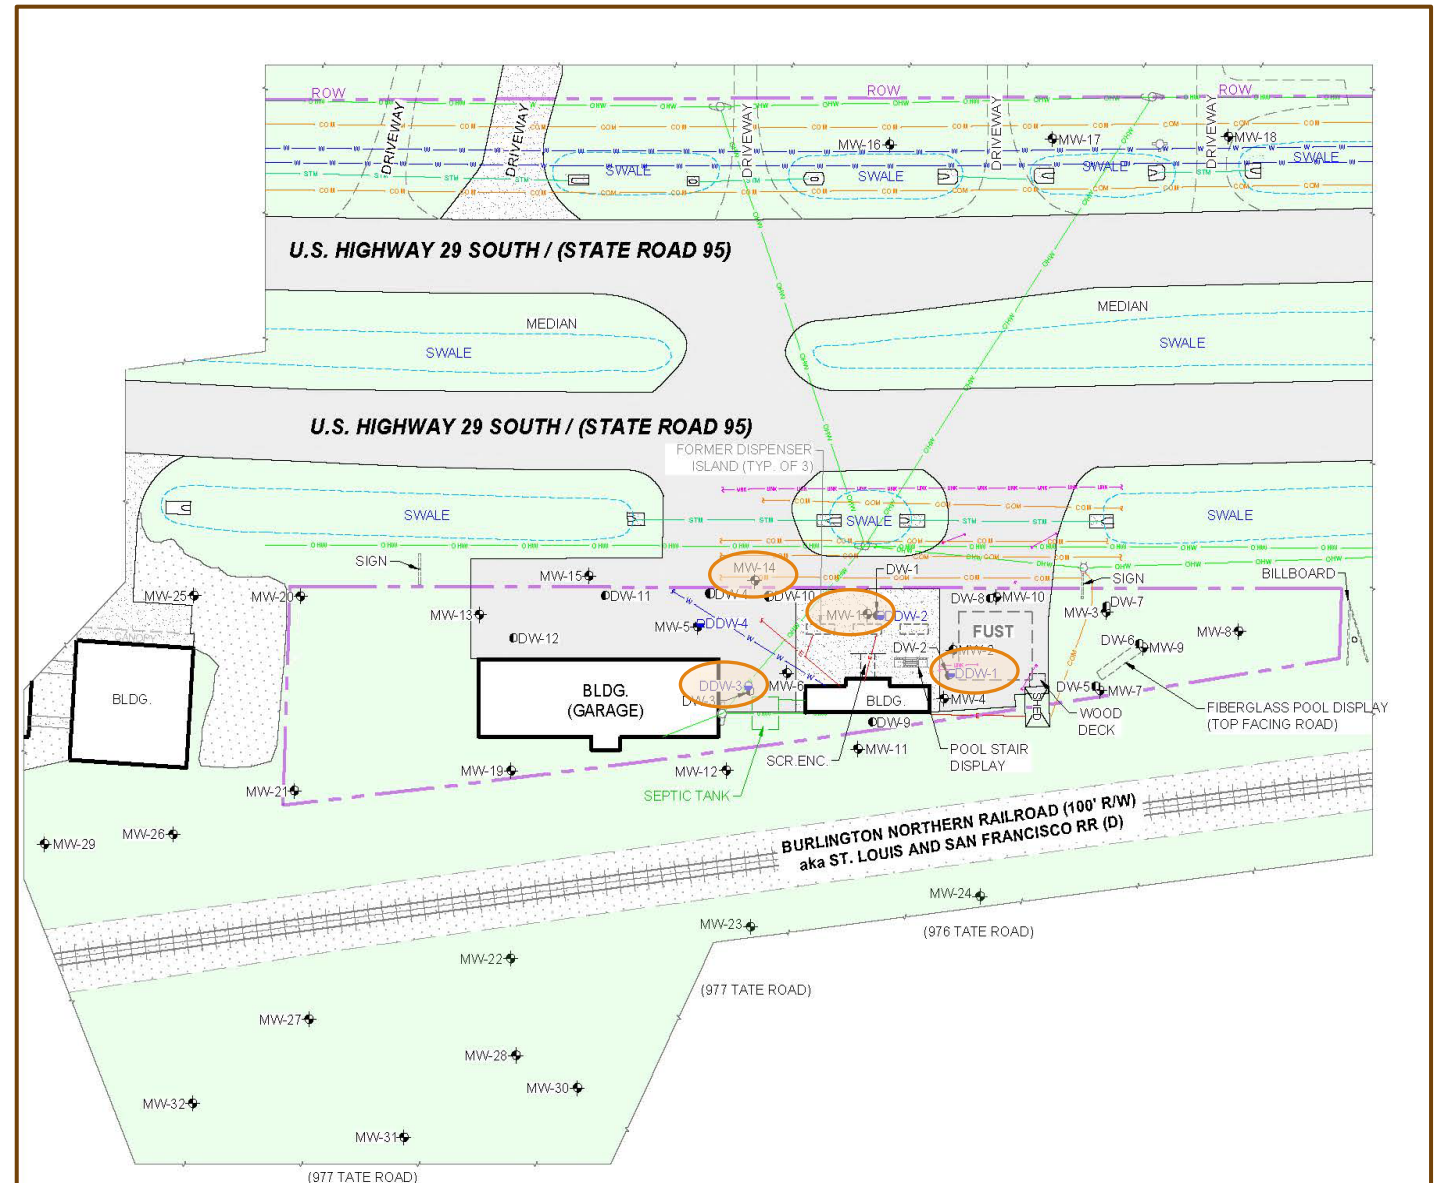 ROW
ROW
ROW
DRIVEWAY
DRIVEWAY
DRIVEWAY
DRIVEWAY
DRIVEWAY
MW-16
MW-17
MW-18
SWALE
SWALE
SWALE
SWALE
U.S. HIGHWAY 29 SOUTH / (STATE ROAD 95)
MEDIAN
MEDIAN
SWALE
SWALE
U.S. HIGHWAY 29 SOUTH / (STATE ROAD 95)
FORMER DISPENSER
ISLAND (TYP. OF 3)
SWALE
SWALE
SWALE
SIGN
MW-15
MW-14
DW-1
SIGN
BILLBOARD
MW-25
MW-20
DW-11
DW-4
DW-10
DW-8
MW-10
DW-7
MW-3
MW-13
MW-5
DDW-4
MW-1
DDW-2
FUST
MW-8
DW-12
DW-2
MW-2
DW-6
MW-9
DDW-3
DW-3
MW-6
DDW-1
DW-5
MW-7
BLDG.
BLDG.
(GARAGE)
BLDG.
MW-4
SHED
WOOD
DECK
FIBERGLASS POOL DISPLAY
(TOP FACING ROAD)
DW-9
MW-11
POOL STAIR
DISPLAY
SCR.ENC.
MW-19
MW-12
SEPTIC TANK
MW-21
MW-26
MW-29
BURLINGTON NORTHERN RAILROAD (100' R/W)
aka ST. LOUIS AND SAN FRANCISCO RR (D)
MW-24
MW-23
(976 TATE ROAD)
MW-22
(977 TATE ROAD)
MW-27
MW-28
MW-30
MW-32
MW-31
(977 TATE ROAD)